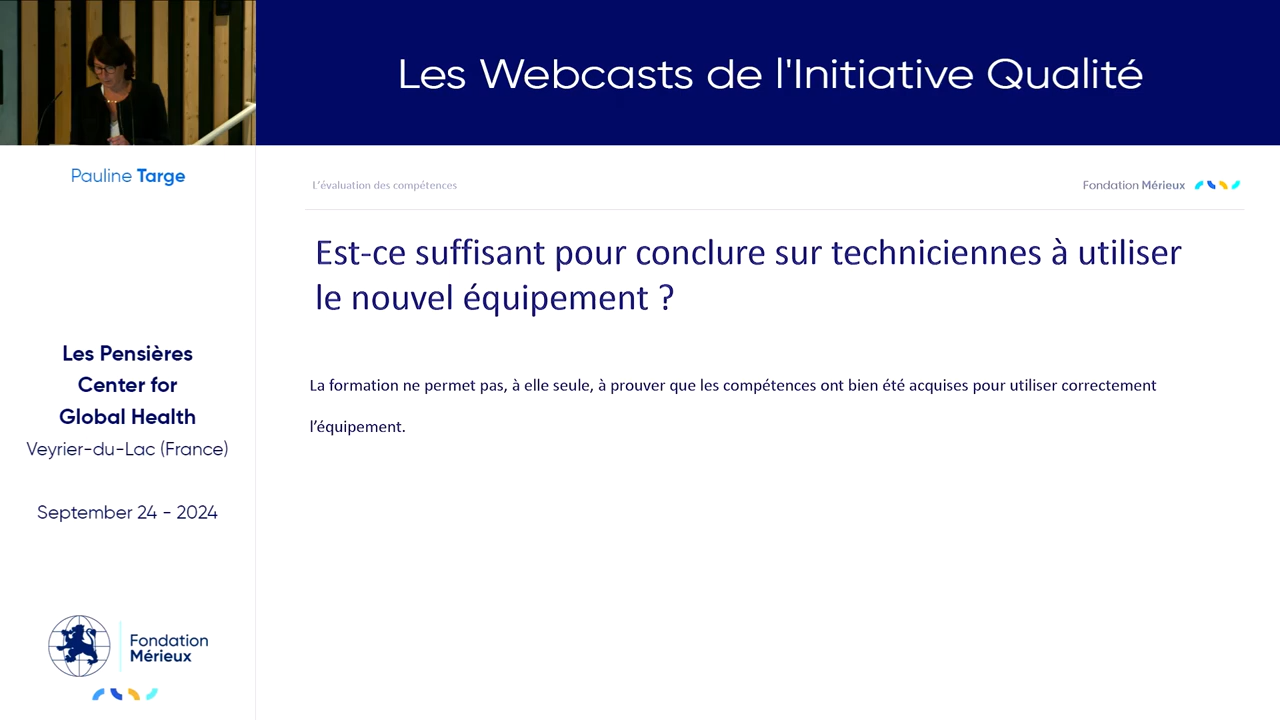 Les Webcasts de l'Initiative Qualité
Pauline Targe
Les Pensières
Center for
Global Health
Veyrier-du-Lac (France)
September 24 - 2024
Fondation
Mérieux
L'évaluation des compétences
Fondation Mérieux
Est-ce suffisant pour conclure sur techniciennes à utiliser
le nouvel équipement ?
La formation ne permet pas, à elle seule, à prouver que les compétences ont bien été acquises pour utiliser correctement
l’équipement.